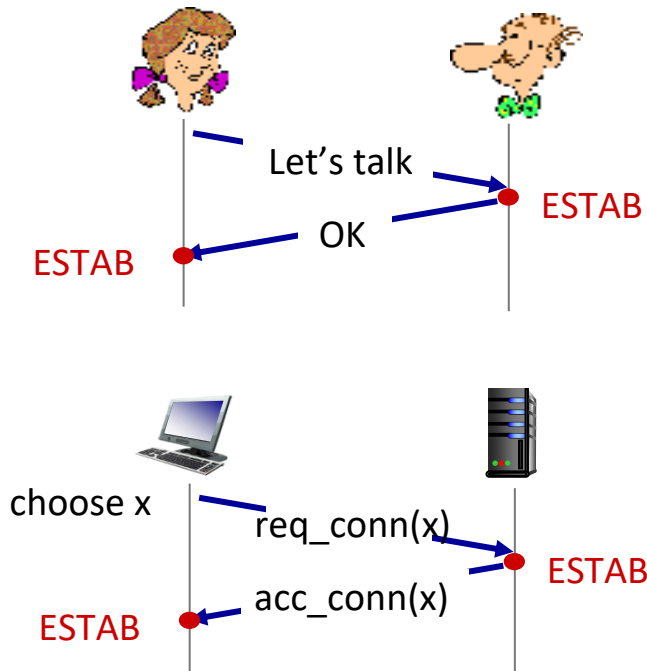 Let’s talk
ESTAB
OK
ESTAB
choose x
req_conn(x)
ESTAB
acc_conn(x)
ESTAB